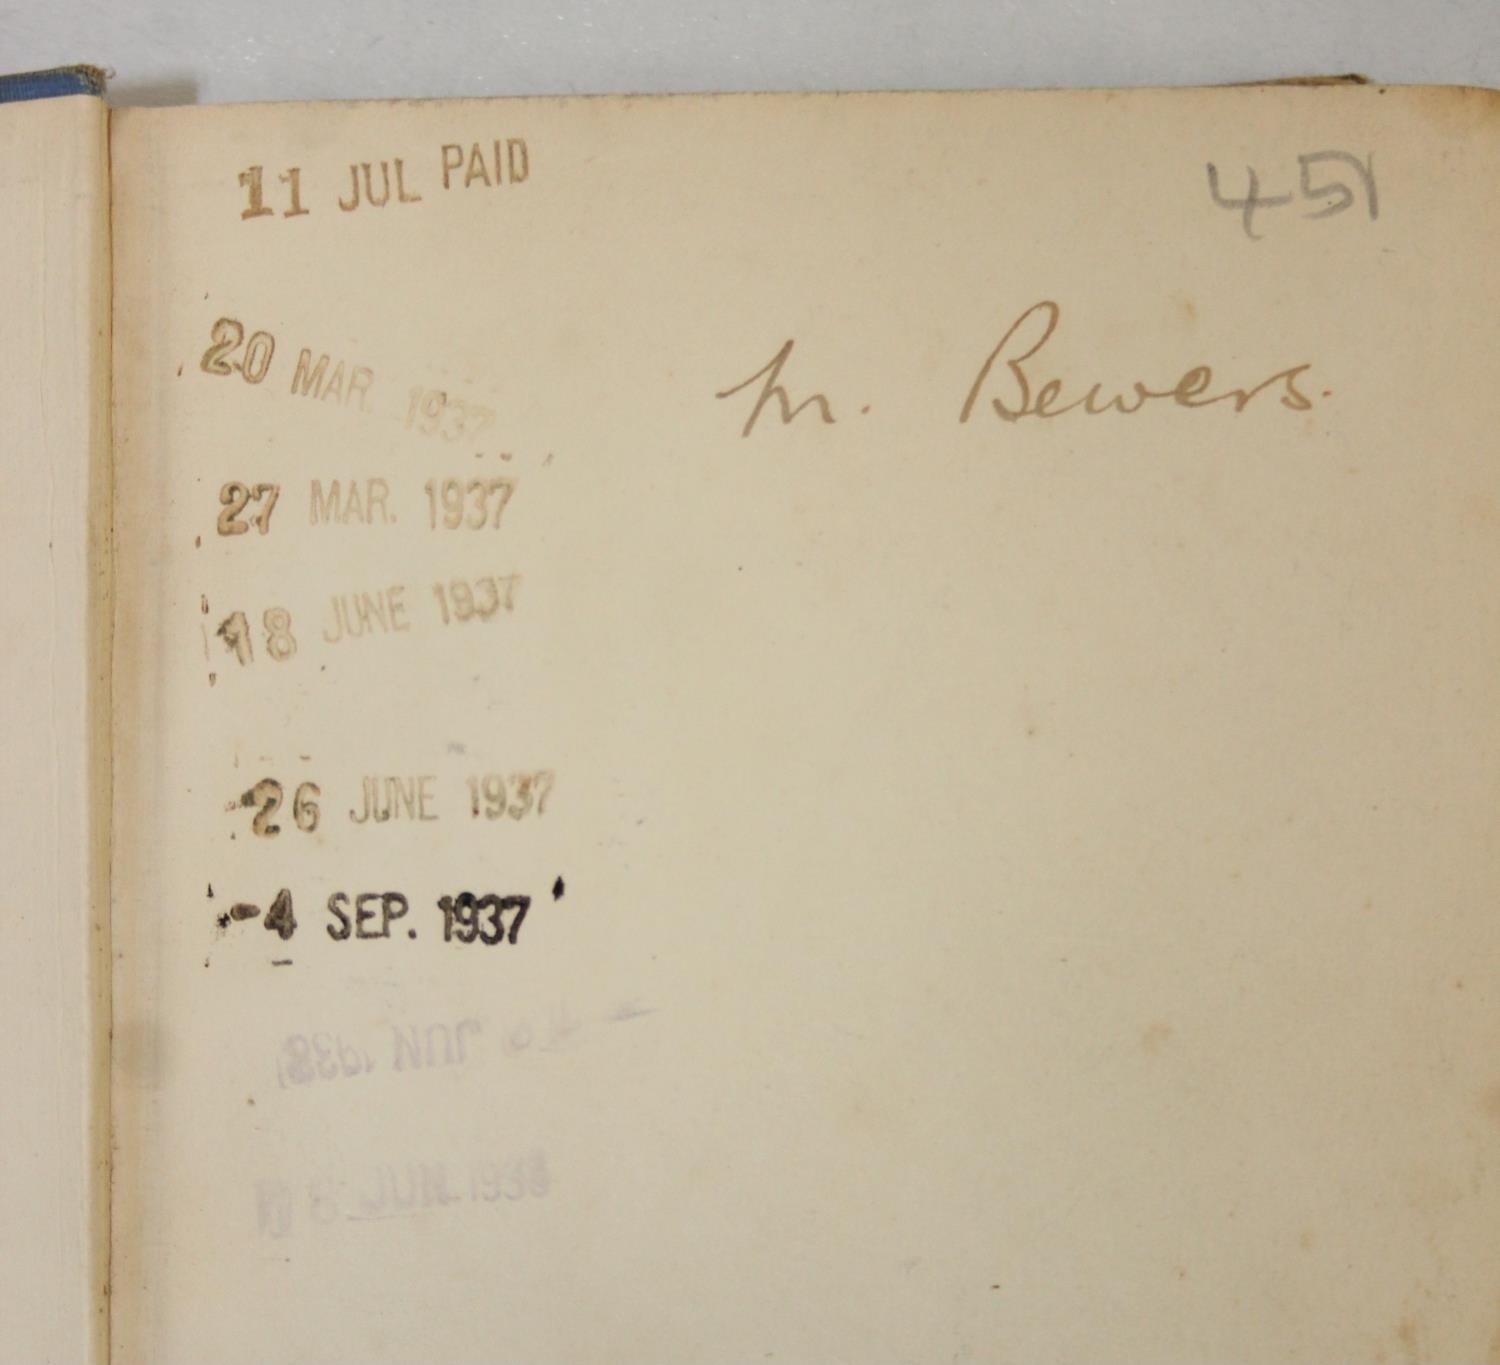 11 JUL PAID
451
20 MAR. 1937
M. Bewers.
27 MAR. 1937
18 JUNE 1937
26 JUNE 1937
-4 SEP. 1937
JUN 1938
JUN. 1938